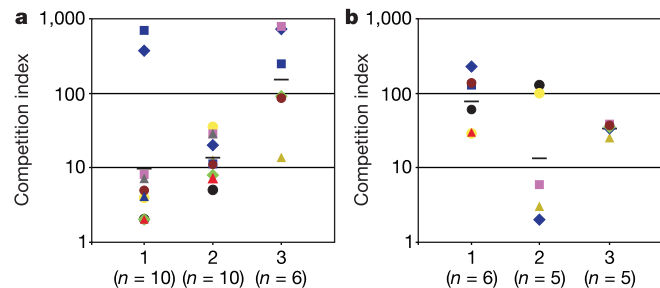 a
b
1,000
100
10
1
Competition index
1 2 3
(n = 10) (n = 10) (n = 6)
1,000
100
10
1
Competition index
1 2 3
(n = 6) (n = 5) (n = 5)